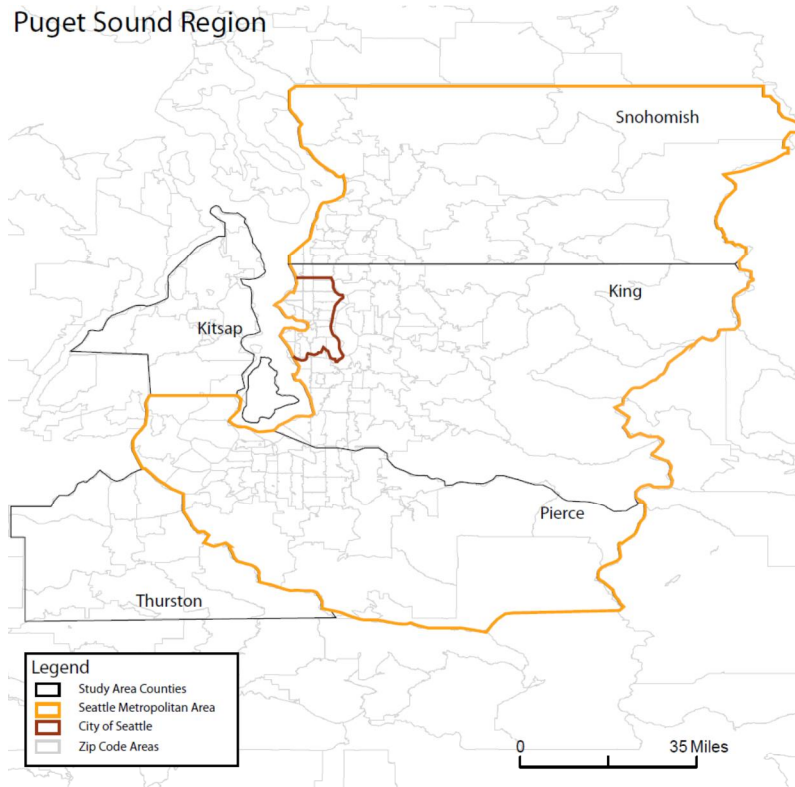 Puget Sound Region
Snohomish
King
Kitsap
Pierce
Thurston
Legend
Study Area Counties
Seattle Metropolitan Area
City of Seattle
Zip Code Areas
0 35 Miles